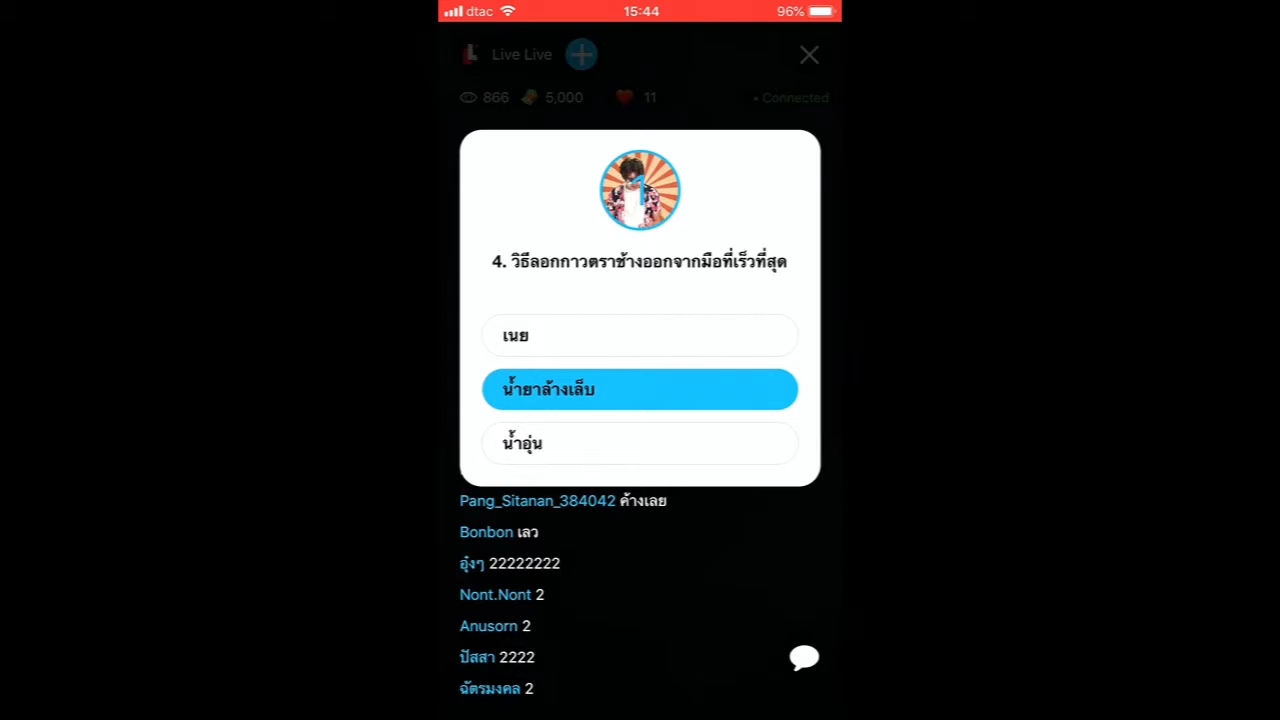 dtac 15:44 96%
Live Live
866 5,000 11 • Connected
1
4. วิธีลอกกาวตราช้างออกจากมือที่เร็วที่สุด
เนย
น้ำยาล้างเล็บ
น้ำอุ่น
Pang_Sitanan_384042 ค้างเลย
Bonbon เลว
อุ๋งๆ 22222222
Nont.Nont 2
Anusorn 2
ปัสสา 2222
ฉัตรมงคล 2